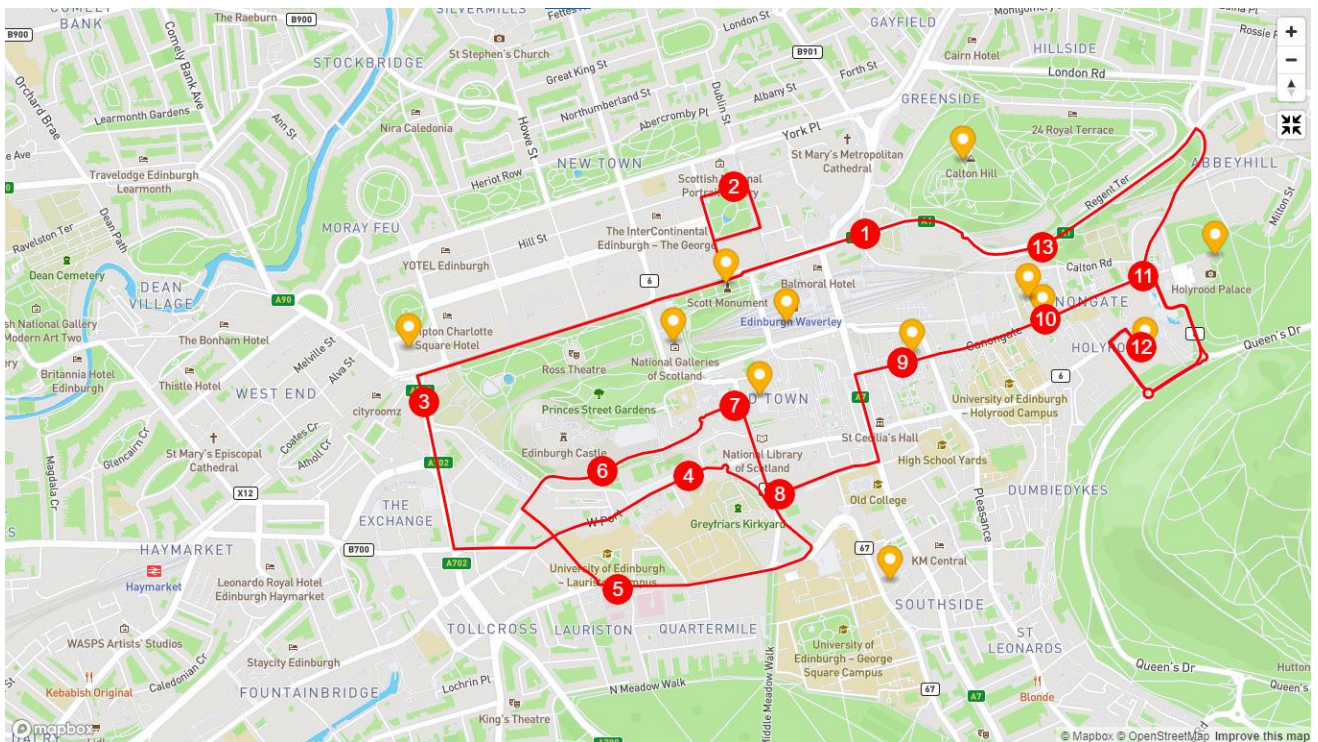 BANK
The Raeburn
B900
SILVERMILLS
London St
GAYFIELD
B900
Comely Bank Ave
St Stephen's Church
B901
Cairn Hotel
HILLSIDE
STOCKBRIDGE
Great King St
Forth St
London Rd
Orchard Brae
Learmonth Gardens
Ann St
Howe St
Northumberland St
Dublin St
Albany St
GREENSIDE
Nira Caledonia
Abercromby Pl
York Pl
24 Royal Terrace
Travelodge Edinburgh
Learmonth
NEW TOWN
St Mary's Metropolitan
Cathedral
ABBEYHILL
Heriot Row
Calton Hill
2
Regent Ter
Milton St
Dean Path
MORAY FEU
The InterContinental
Edinburgh – The George
1
Ravelston Ter
Hill St
13
Dean Cemetery
YOTEL Edinburgh
6
Balmoral Hotel
Calton Rd
11
Holyrood Palace
DEAN
VILLAGE
A90
Scott Monument
Edinburgh Waverley
10
The Bonham Hotel
Square Hotel
Melville St
Alva St
Ross Theatre
National Galleries
of Scotland
9
Canongate
12
Queen's Dr
Britannia Hotel
Edinburgh
Thistle Hotel
WEST END
6
3
cityroomz
Princes Street Gardens
7
A7
University of Edinburgh
– Holyrood Campus
Coates Cr
Atholl Cr
St Mary's Episcopal
Cathedral
Glencairn Cr
Magdala Cr
Edinburgh Castle
6
4
National Library
of Scotland
St Cecilia's Hall
High School Yards
A702
X12
8
Old College
DUMBIEDYKES
THE
EXCHANGE
W Port
Greyfriars Kirkyard
Pleasance
HAYMARKET
Haymarket
B700
A702
67
KM Central
Leonardo Royal Hotel
Edinburgh Haymarket
5
SOUTHSIDE
WASPS Artists' Studios
TOLLCROSS
LAURISTON
QUARTERMILE
ST
LEONARDS
Staycity Edinburgh
University of
Edinburgh – George
Square Campus
Middle Meadow Walk
Queen's Dr
Hutton
Kebabish Original
Caledonian Cr
FOUNTAINBRIDGE
Lochrin Pl
N Meadow Walk
67
A7
Blonde
Queen's
King's Theatre
mapbox
© Mapbox © OpenStreetMap Improve this map